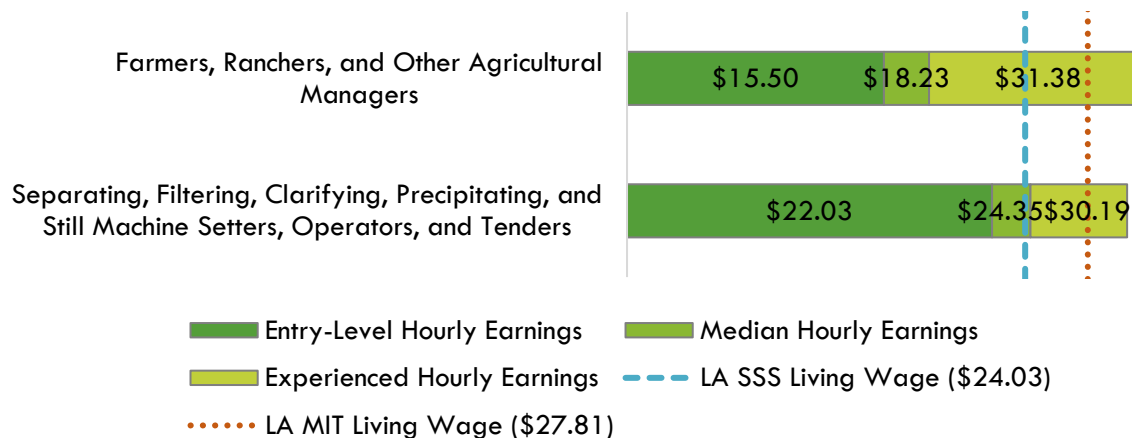 Farmers, Ranchers, and Other Agricultural
Managers
$15.50 $18.23 $31.38
Separating, Filtering, Clarifying, Precipitating, and
Still Machine Setters, Operators, and Tenders
$22.03 $24.35 $30.19
Entry-Level Hourly Earnings Median Hourly Earnings
Experienced Hourly Earnings LA SSS Living Wage ($24.03)
LA MIT Living Wage ($27.81)